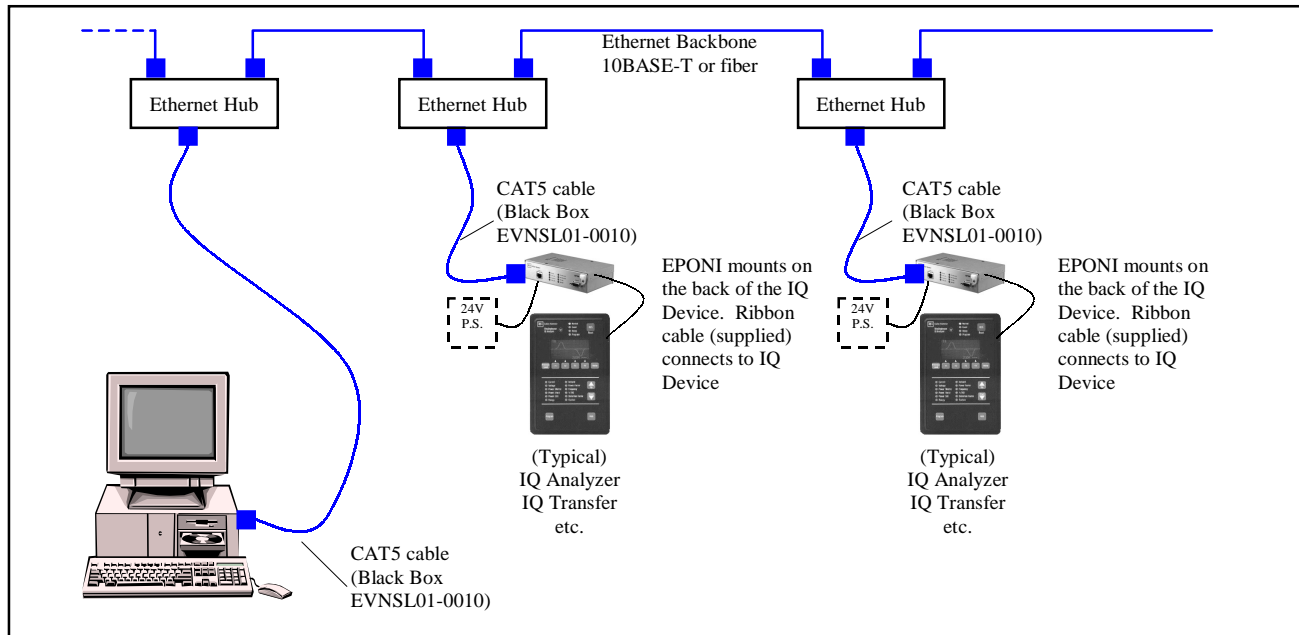 Ethernet Backbone
10BASE-T or fiber
Ethernet Hub
Ethernet Hub
Ethernet Hub
CAT5 cable
(Black Box
EVNSL01-0010)
CAT5 cable
(Black Box
EVNSL01-0010)
EPONI mounts on
the back of the IQ
Device. Ribbon
cable (supplied)
connects to IQ
Device
EPONI mounts on
the back of the IQ
Device. Ribbon
cable (supplied)
connects to IQ
Device
24V
P.S.
24V
P.S.
(Typical)
IQ Analyzer
IQ Transfer
etc.
(Typical)
IQ Analyzer
IQ Transfer
etc.
CAT5 cable
(Black Box
EVNSL01-0010)